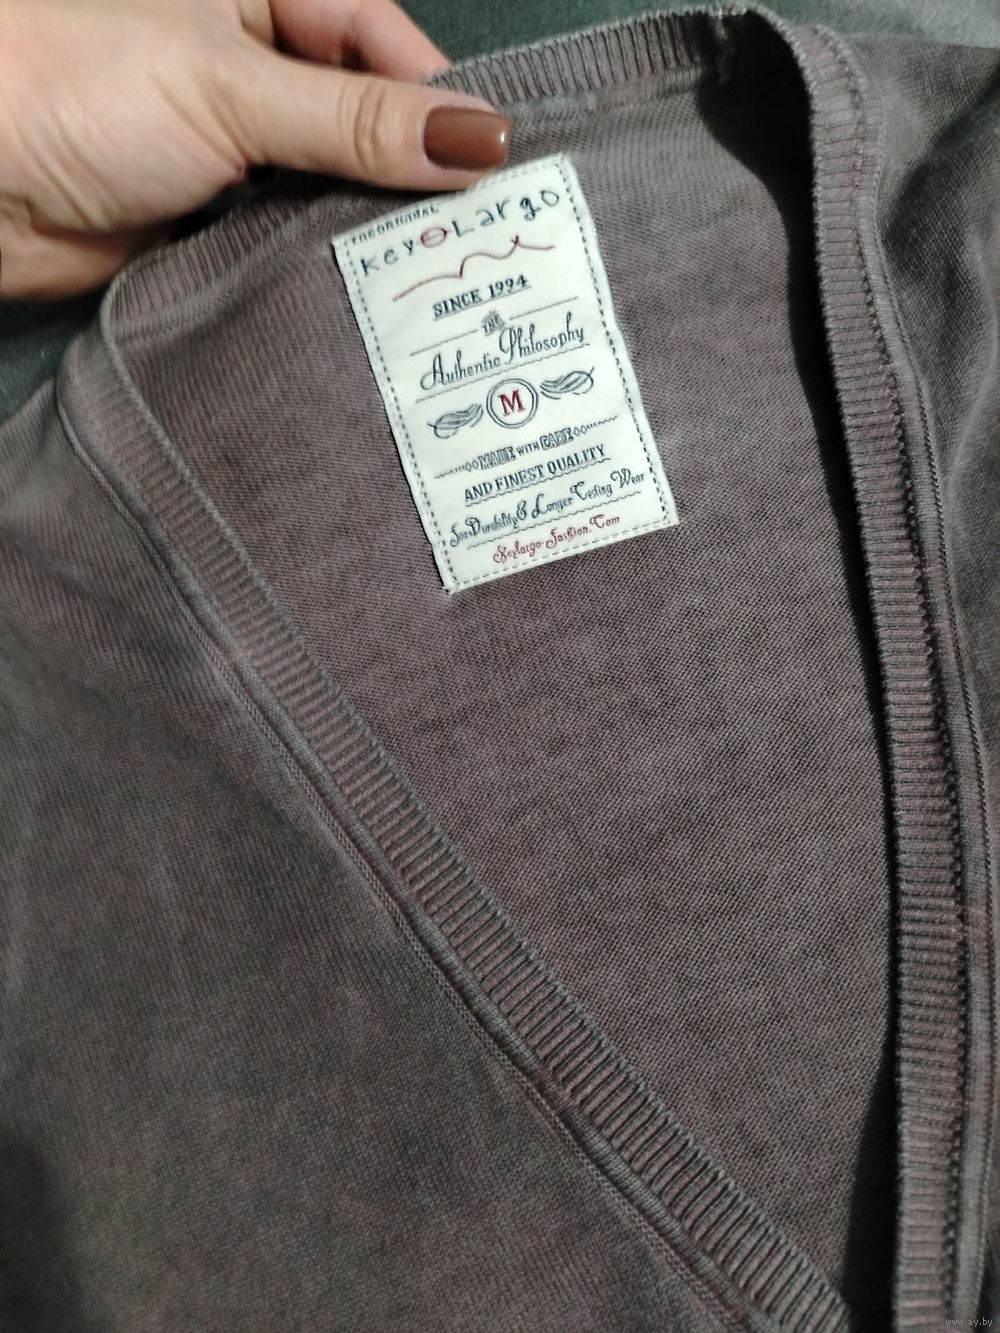 THE ORIGINAL
Key Largo
SINCE 1994
THE
Authentic Philosophy
M
MADE WITH CARE
AND FINEST QUALITY
For Durability & Longer Lasting Wear
Keylargo-Fashion.Com
www.ay.by